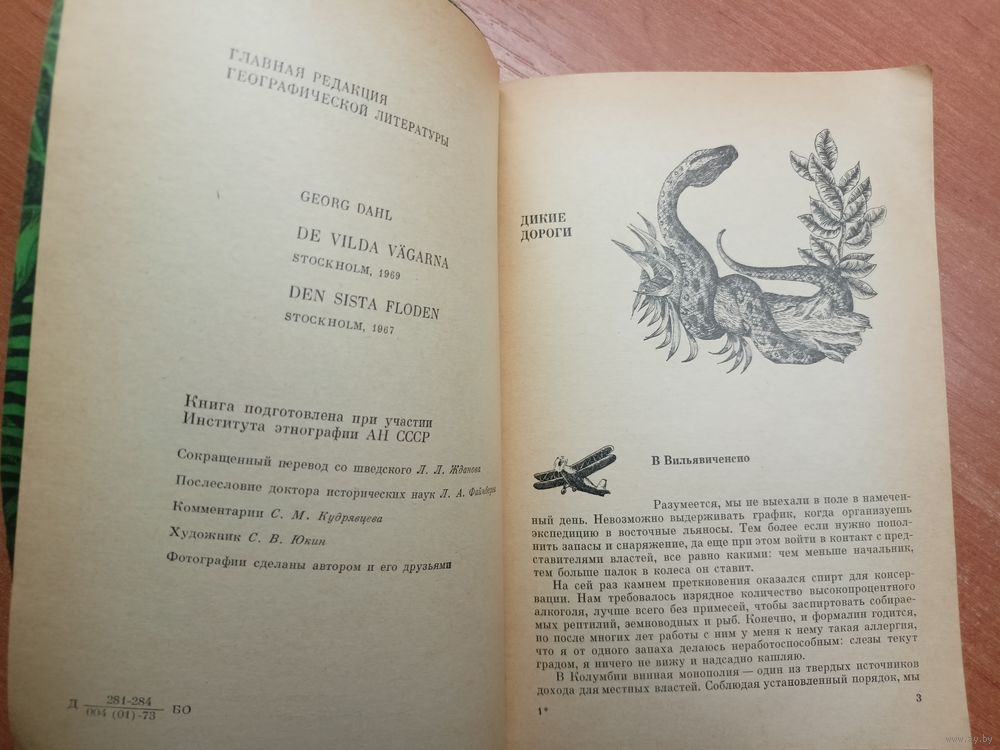 ГЛАВНАЯ РЕДАКЦИЯ
ГЕОГРАФИЧЕСКОЙ ЛИТЕРАТУРЫ
GEORG DAHL
DE VILDA VÄGARNA
STOCKHOLM, 1969
DEN SISTA FLODEN
STOCKHOLM, 1967
Книга подготовлена при участии
Института этнографии АН СССР
Сокращенный перевод со шведского Л. Л. Жданова
Послесловие доктора исторических наук Л. А. Файнберга
Комментарии С. М. Кудрявцева
Художник С. В. Юкин
Фотографии сделаны автором и его друзьями
Д 281-284
004 (01)-73 БО
ДИКИЕ
ДОРОГИ
В Вильявиченсио
Разумеется, мы не выехали в поле в намечен-
ный день. Невозможно выдерживать график, когда организуешь
экспедицию в восточные льяносы. Тем более если нужно попол-
нить запасы и снаряжение, да еще при этом войти в контакт с пред-
ставителями властей, все равно какими: чем меньше начальник,
тем больше палок в колеса он ставит.
На сей раз камнем преткновения оказался спирт для консер-
вации. Нам требовалось изрядное количество высокопроцентного
алкоголя, лучше всего без примесей, чтобы заспиртовать собирае-
мых рептилий, земноводных и рыб. Конечно, и формалин годится,
но после многих лет работы с ним у меня к нему такая аллергия,
что я от одного запаха делаюсь неработоспособным: слезы текут
градом, я ничего не вижу и надсадно кашляю.
В Колумбии винная монополия — один из твердых источников
дохода для местных властей. Соблюдая установленный порядок, мы
1*
3
www.ay.by